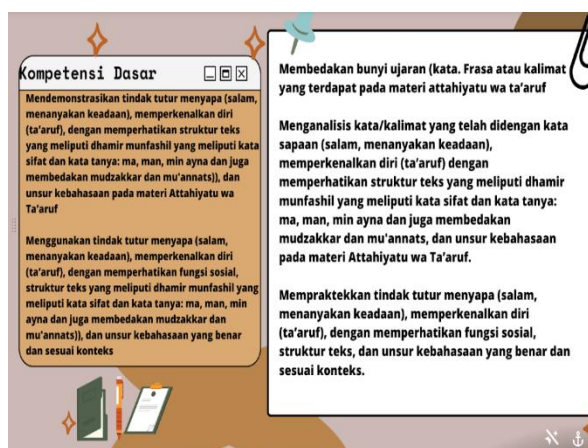 Kompetensi Dasar
Mendemonstrasikan tindak tutur menyapa (salam,
menanyakan keadaan), memperkenalkan diri
(ta'aruf), dengan memperhatikan struktur teks
yang meliputi dhamir munfashil yang meliputi kata
sifat dan kata tanya: ma, man, min ayna dan juga
membedakan mudzakkar dan mu'annats)), dan
unsur kebahasaan pada materi Attahiyatu wa
Ta'aruf
Menggunakan tindak tutur menyapa (salam,
menanyakan keadaan), memperkenalkan diri
(ta'aruf), dengan memperhatikan fungsi sosial,
struktur teks yang meliputi dhamir munfashil yang
meliputi kata sifat dan kata tanya: ma, man, min
ayna dan juga membedakan mudzakkar dan
mu'annats)), dan unsur kebahasaan yang benar
dan sesuai konteks
Membedakan bunyi ujaran (kata. Frasa atau kalimat
yang terdapat pada materi attahiyatu wa ta'aruf
Menganalisis kata/kalimat yang telah didengan kata
sapaan (salam, menanyakan keadaan),
memperkenalkan diri (ta'aruf) dengan
memperhatikan struktur teks yang meliputi dhamir
munfashil yang meliputi kata sifat dan kata tanya:
ma, man, min ayna dan juga membedakan
mudzakkar dan mu'annats, dan unsur kebahasaan
pada materi Attahiyatu wa Ta'aruf.
Mempraktekkan tindak tutur menyapa (salam,
menanyakan keadaan), memperkenalkan diri
(ta'aruf), dengan memperhatikan fungsi sosial,
struktur teks, dan unsur kebahasaan yang benar dan
sesuai konteks.